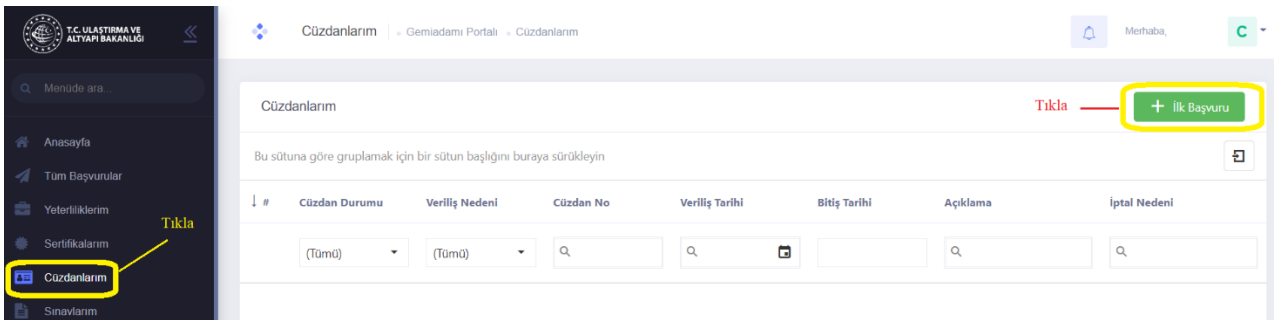 T.C. ULAŞTIRMA VE
ALTYAPI BAKANLIĞI
Cüzdanlarım
Gemiadamı Portalı
Cüzdanlarım
Merhaba,
C
Menüde ara...
Anasayfa
Tüm Başvurular
Yeterliliklerim
Sertifikalarım
Cüzdanlarım
Sınavlarım
Tıkla
Cüzdanlarım
Tıkla
+ İlk Başvuru
Bu sütuna göre gruplamak için bir sütun başlığını buraya sürükleyin
# Cüzdan Durumu Veriliş Nedeni Cüzdan No Veriliş Tarihi Bitiş Tarihi Açıklama İptal Nedeni
(Tümü) (Tümü)